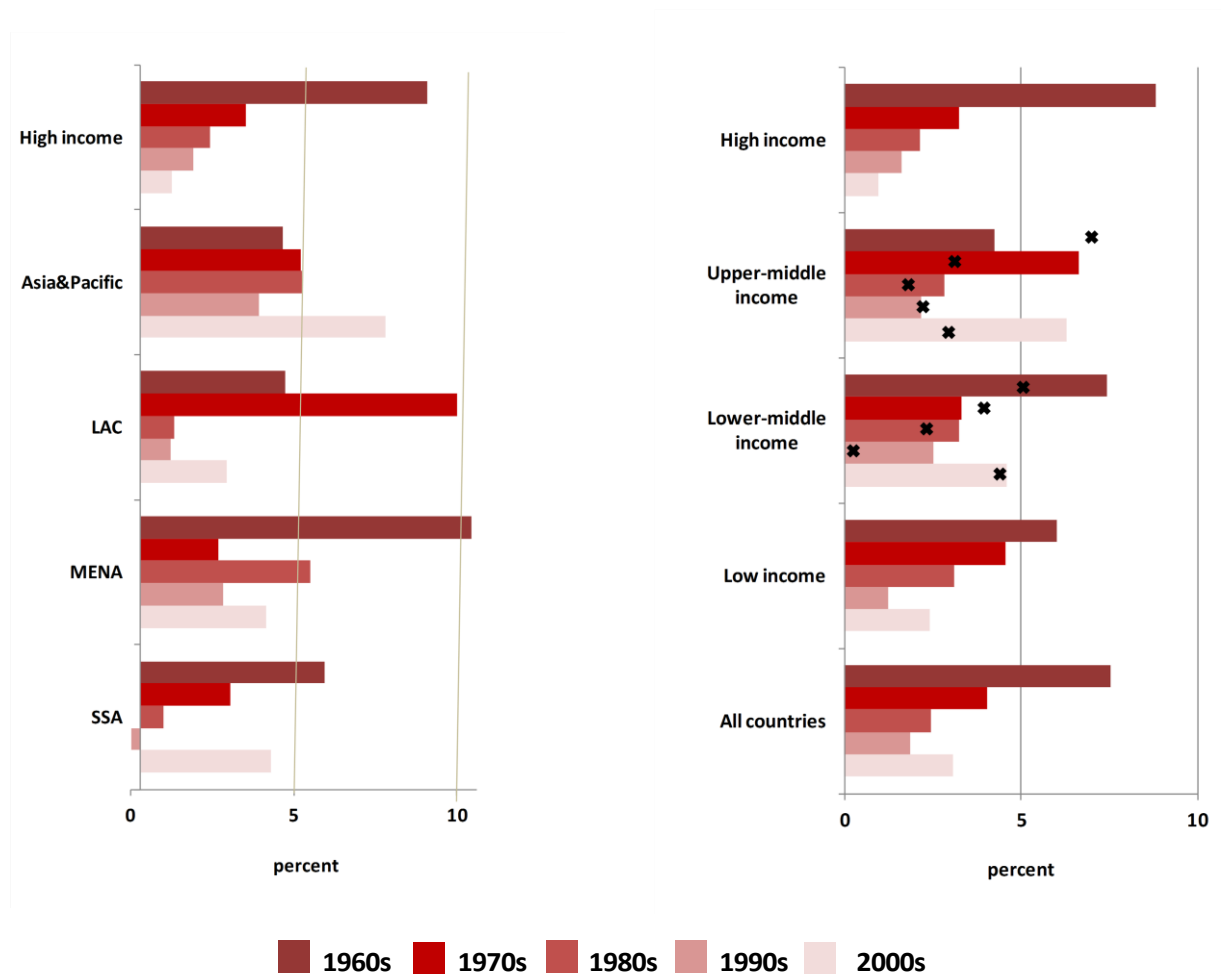 High income
Asia&Pacific
LAC
MENA
SSA
0 5 10
percent
High income
Upper-middle
income
Lower-middle
income
Low income
All countries
0 5 10
percent
1960s 1970s 1980s 1990s 2000s